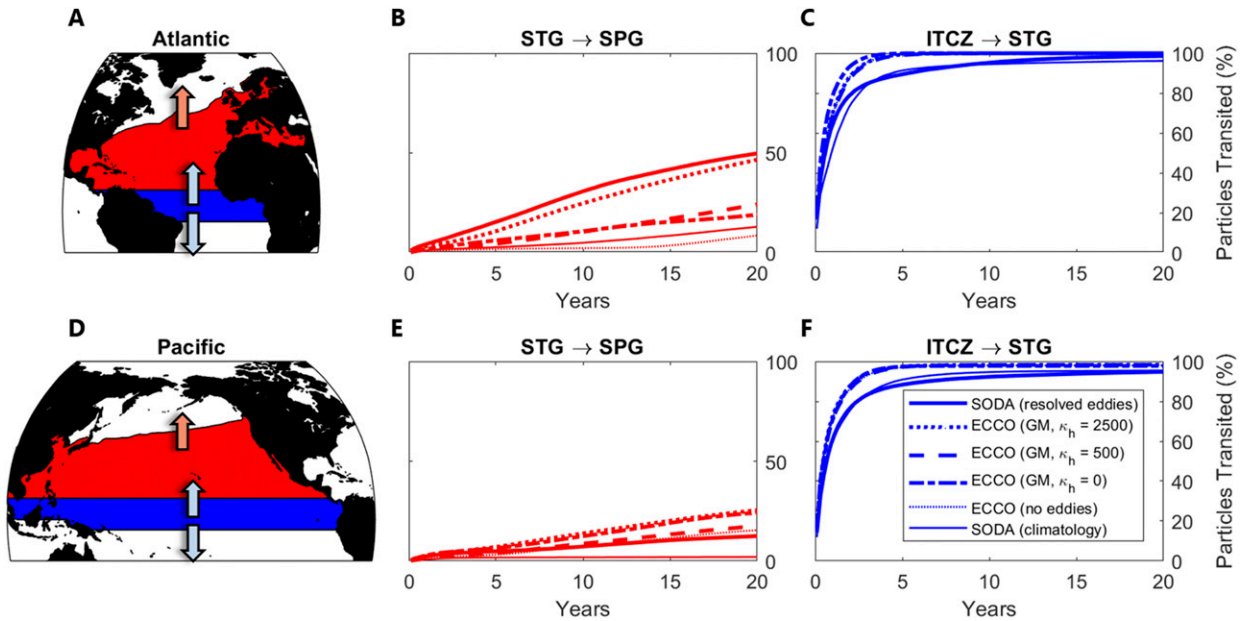 A
Atlantic
B
STG → SPG
100
50
0
0 5 10 15 20
Years
C
ITCZ → STG
100
80
60
40
20
0
Particles Transited (%)
0 5 10 15 20
Years
D
Pacific
E
STG → SPG
100
50
0
0 5 10 15 20
Years
F
ITCZ → STG
100
80
60
40
20
0
Particles Transited (%)
SODA (resolved eddies)
ECCO (GM, κh = 2500)
ECCO (GM, κh = 500)
ECCO (GM, κh = 0)
ECCO (no eddies)
SODA (climatology)
0 5 10 15 20
Years